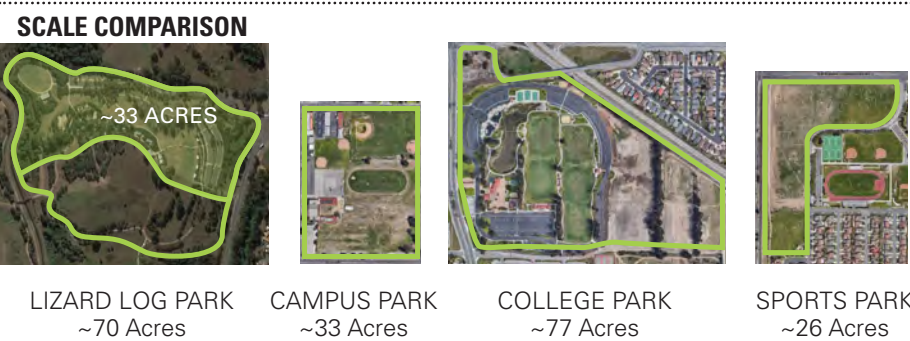 SCALE COMPARISON
~33 ACRES
LIZARD LOG PARK
~70 Acres
CAMPUS PARK
~33 Acres
COLLEGE PARK
~77 Acres
SPORTS PARK
~26 Acres